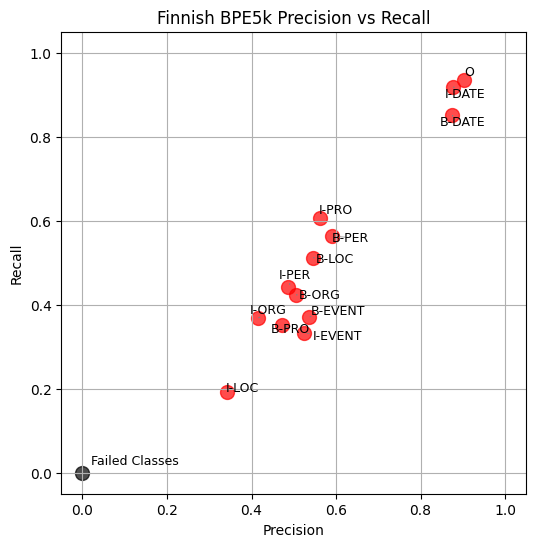 Finnish BPE5k Precision vs Recall
1.0
0.8
0.6
0.4
0.2
0.0
Recall
O
I-DATE
B-DATE
I-PRO
B-PER
B-LOC
I-PER
B-ORG
I-ORG
B-EVENT
B-PRO
I-EVENT
I-LOC
Failed Classes
0.0 0.2 0.4 0.6 0.8 1.0
Precision